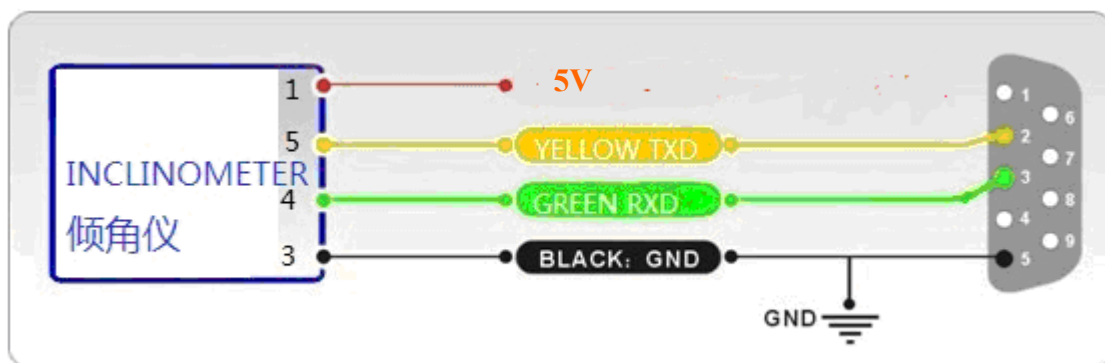 1
5V
1
6
5
YELLOW TXD
2
7
INCLINOMETER
倾角仪
4
GREEN RXD
3
8
4
9
3
BLACK: GND
5
GND